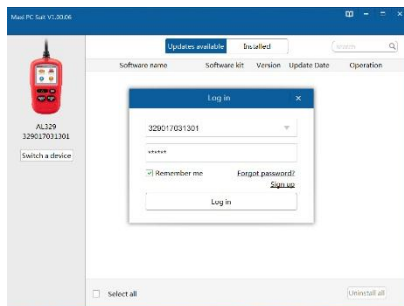 Maxi PC Suit V1.00.06
Updates available Installed
Search
Software name Software kit Version Update Date Operation
Log in
AL329
329017031301
329017031301
Switch a device
******
Remember me Forgot password?
Sign up
Log in
Select all Uninstall all